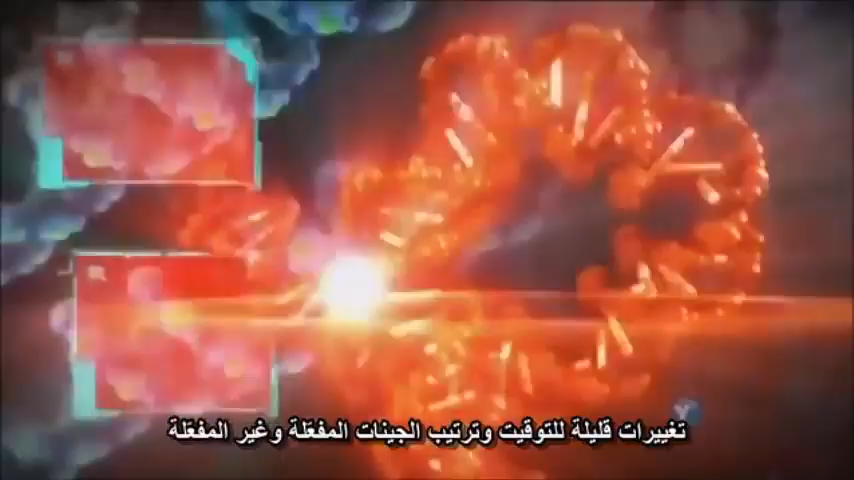 تغييرات قليلة للتوقيت وترتيب الجينات المفعّلة وغير المفعّلة